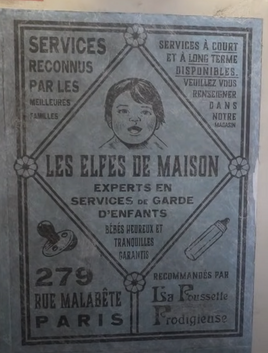 SERVICES
RECONNUS
PAR LES
MEILLEURES
FAMILLES
SERVICES À COURT
ET À LONG TERME
DISPONIBLES.
VEUILLEZ VOUS
RENSEIGNER
DANS
NOTRE
MAGASIN
LES ELFES DE MAISON
EXPERTS EN
SERVICES DE GARDE
D'ENFANTS
BÉBÉS HEUREUX ET
TRANQUILLES
GARANTIS
279
RUE MALABÊTE
PARIS
RECOMMANDÉS PAR
La Poussette
Prodigieuse